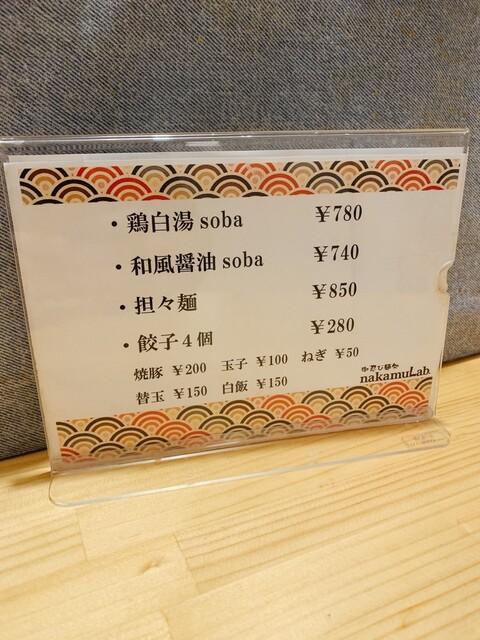 ・鶏白湯 soba ￥780
・和風醤油 soba ￥740
・担々麺 ￥850
・餃子4個 ￥280
焼豚 ￥200 玉子 ￥100 ねぎ ￥50
替玉 ￥150 白飯 ￥150
nakamuLab.